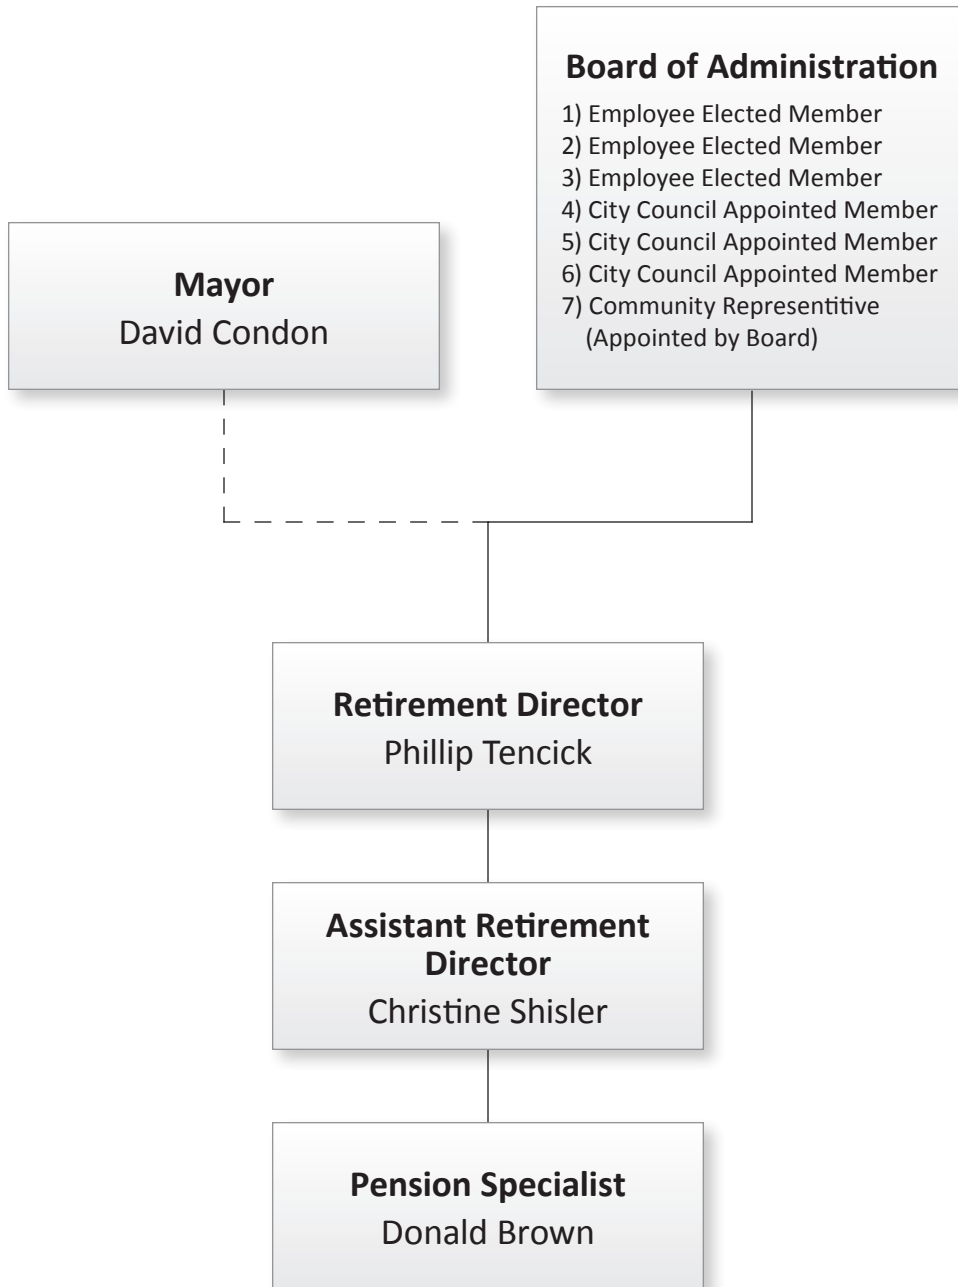 Board of Administration
1) Employee Elected Member
2) Employee Elected Member
3) Employee Elected Member
4) City Council Appointed Member
5) City Council Appointed Member
6) City Council Appointed Member
7) Community Representitive
(Appointed by Board)
Mayor
David Condon
Retirement Director
Phillip Tencick
Assistant Retirement
Director
Christine Shisler
Pension Specialist
Donald Brown